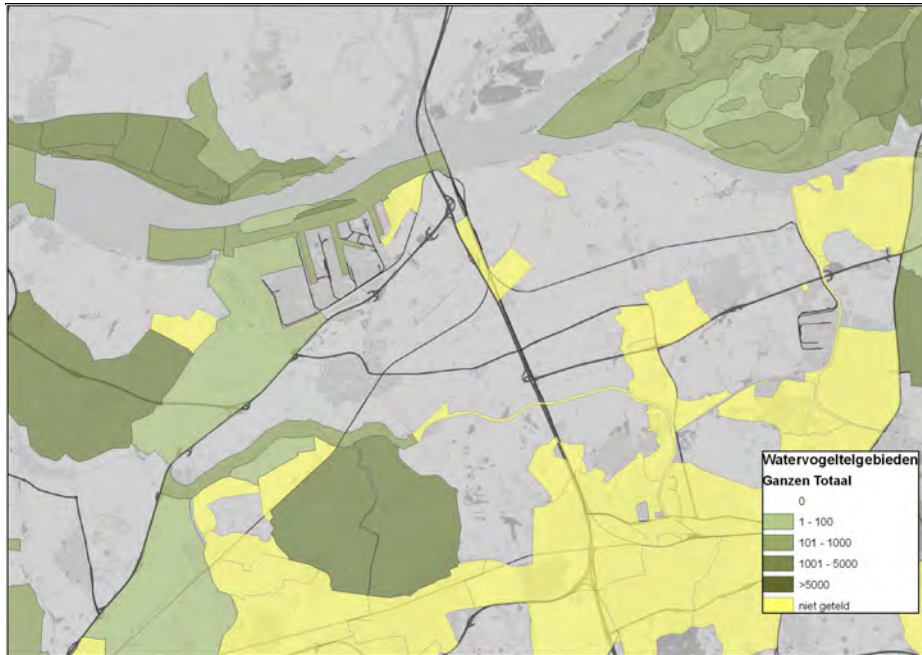 Watervogeltelgebieden
Ganzen Totaal
0
1 - 100
101 - 1000
1001 - 5000
>5000
niet geteld